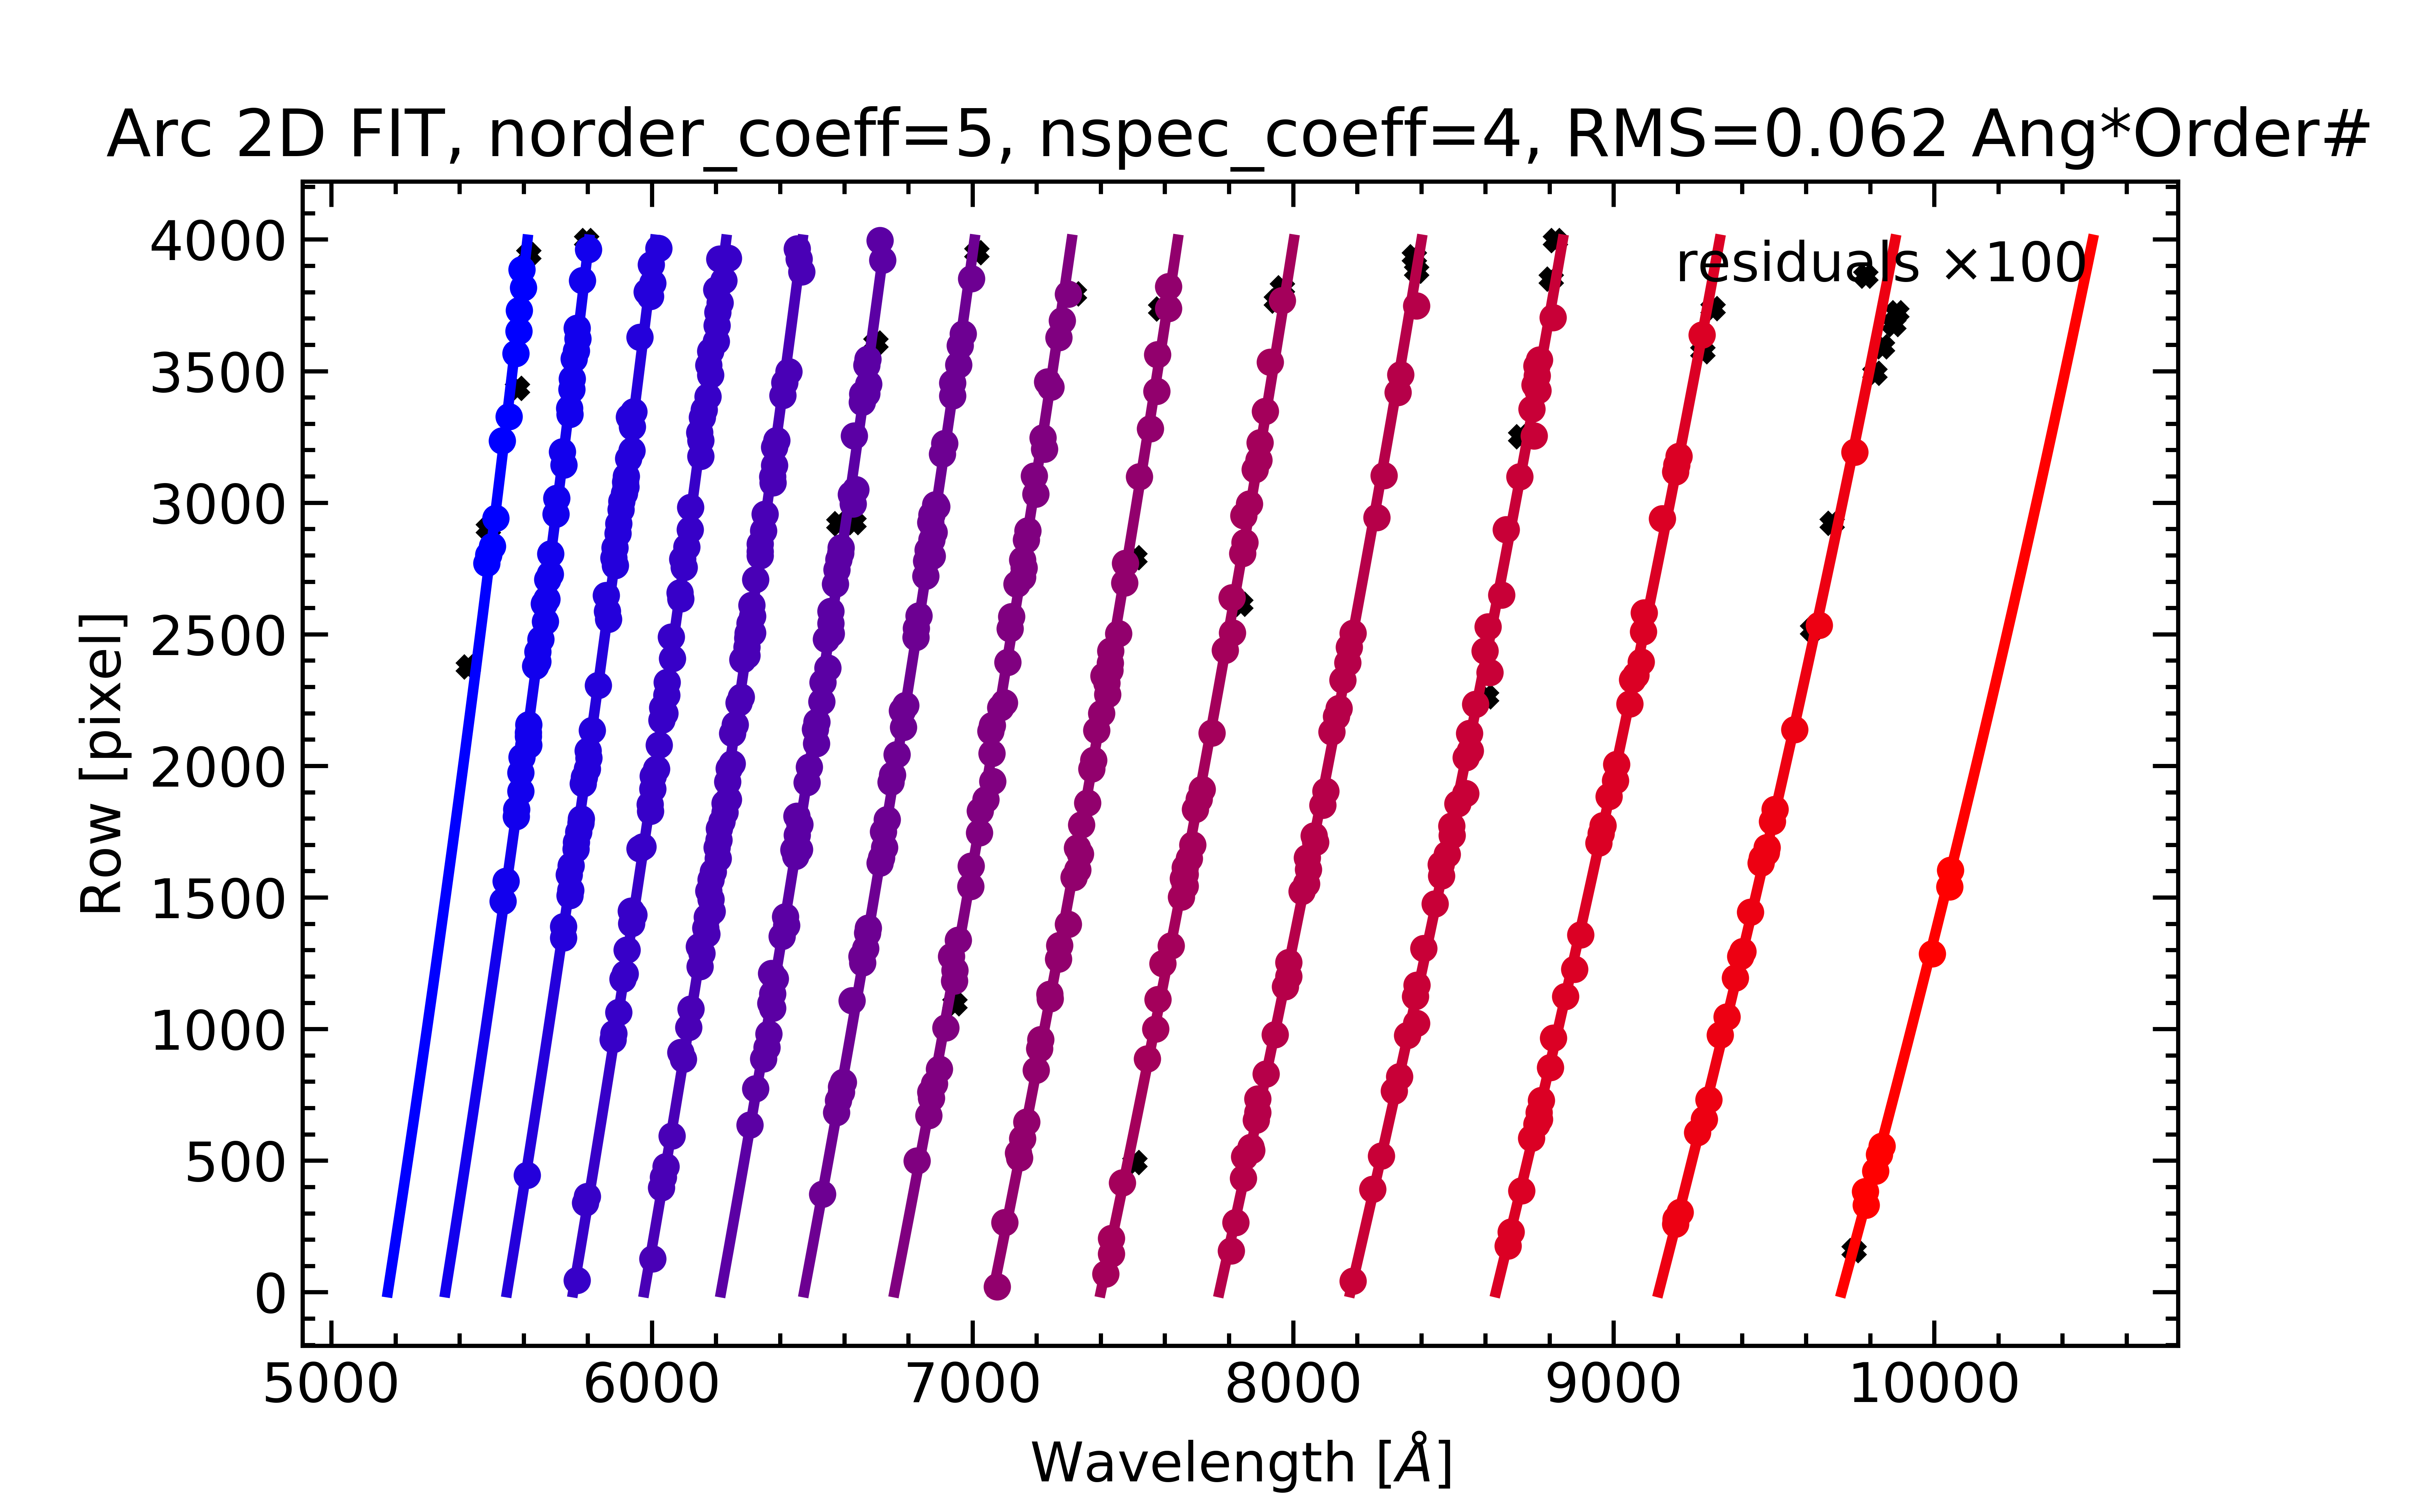 Arc 2D FIT, norder_coeff=5, nspec_coeff=4, RMS=0.062 Ang*Order#
residuals ×100
4000
3500
3000
2500
2000
1500
1000
500
0
Row [pixel]
5000 6000 7000 8000 9000 10000
Wavelength [Å]